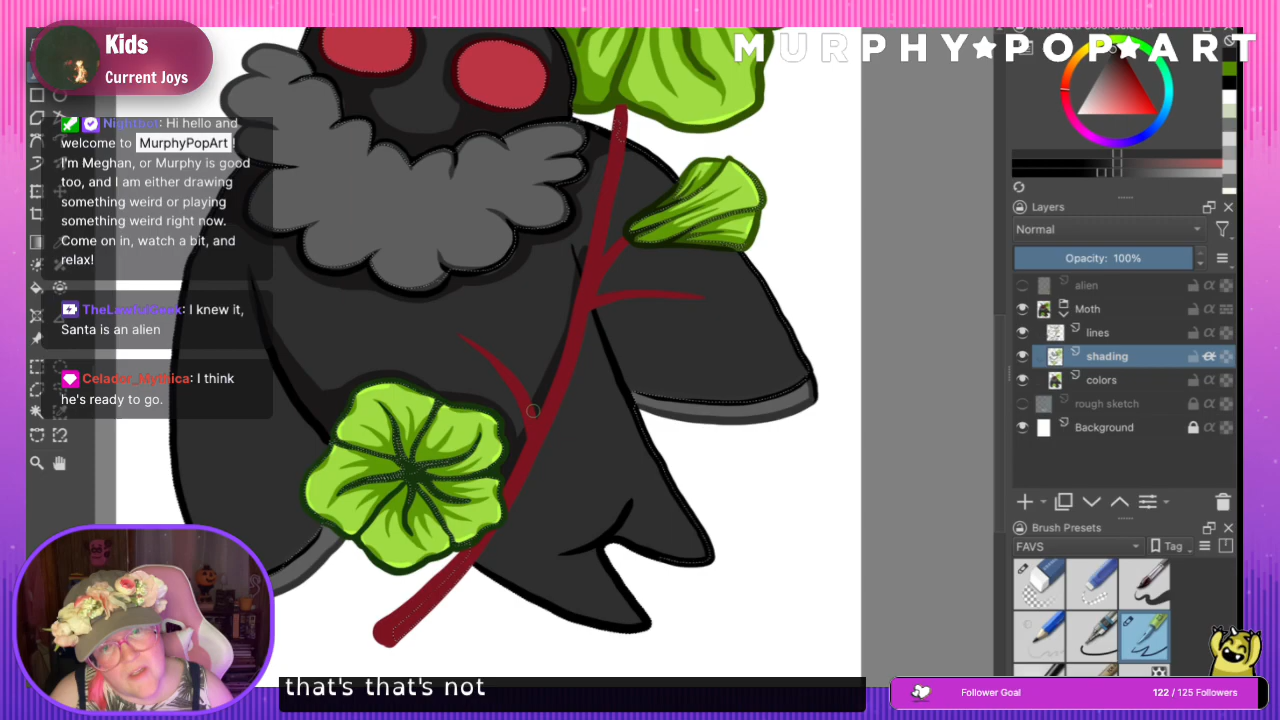 Kids
Current Joys
MURPHY★POP★ART
Nightbot: Hi hello and
welcome to MurphyPopArt !
I'm Meghan, or Murphy is good
too, and I am either drawing
something weird or playing
something weird right now.
Come on in, watch a bit, and
relax!
TheLawfulGeek: I knew it,
Santa is an alien
Celador_Mythica: I think
he's ready to go.
Advanced Color Selector
Layers
Normal
Opacity: 100%
alien
Moth
lines
shading
colors
rough sketch
Background
Brush Presets
FAVS
Tag
that's that's not
Follower Goal
122 / 125 Followers